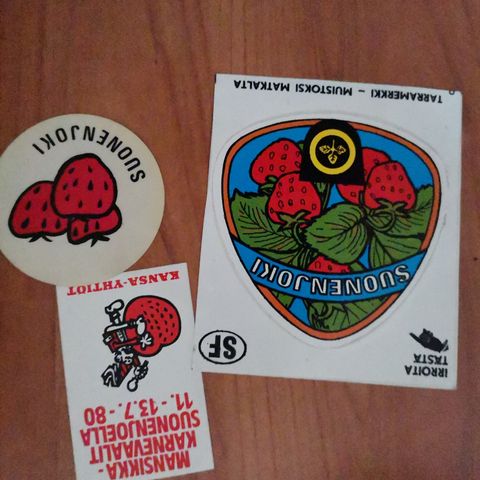 SUONENJOKI
MANSIKKA-
KARNEVAALIT
SUONENJOELLA
11.-13.7.-80
KANSA-YHTIÖT
IRROITA
TÄSTÄ
SF
SUONENJOKI
TARRAMERKKI – MUISTOKSI MATKALTA